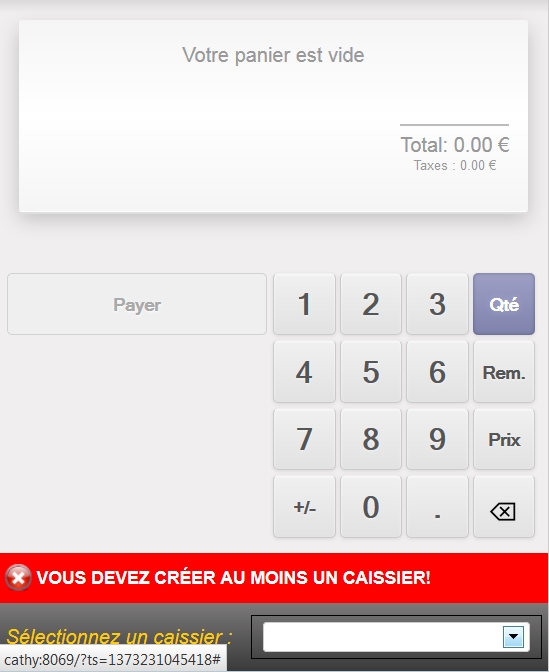 Votre panier est vide
Total: 0.00 €
Taxes : 0.00 €
Payer
1 2 3 Qté
4 5 6 Rem.
7 8 9 Prix
+/- 0 .
VOUS DEVEZ CRÉER AU MOINS UN CAISSIER!
Sélectionnez un caissier :
cathy:8069/?ts=1373231045418#